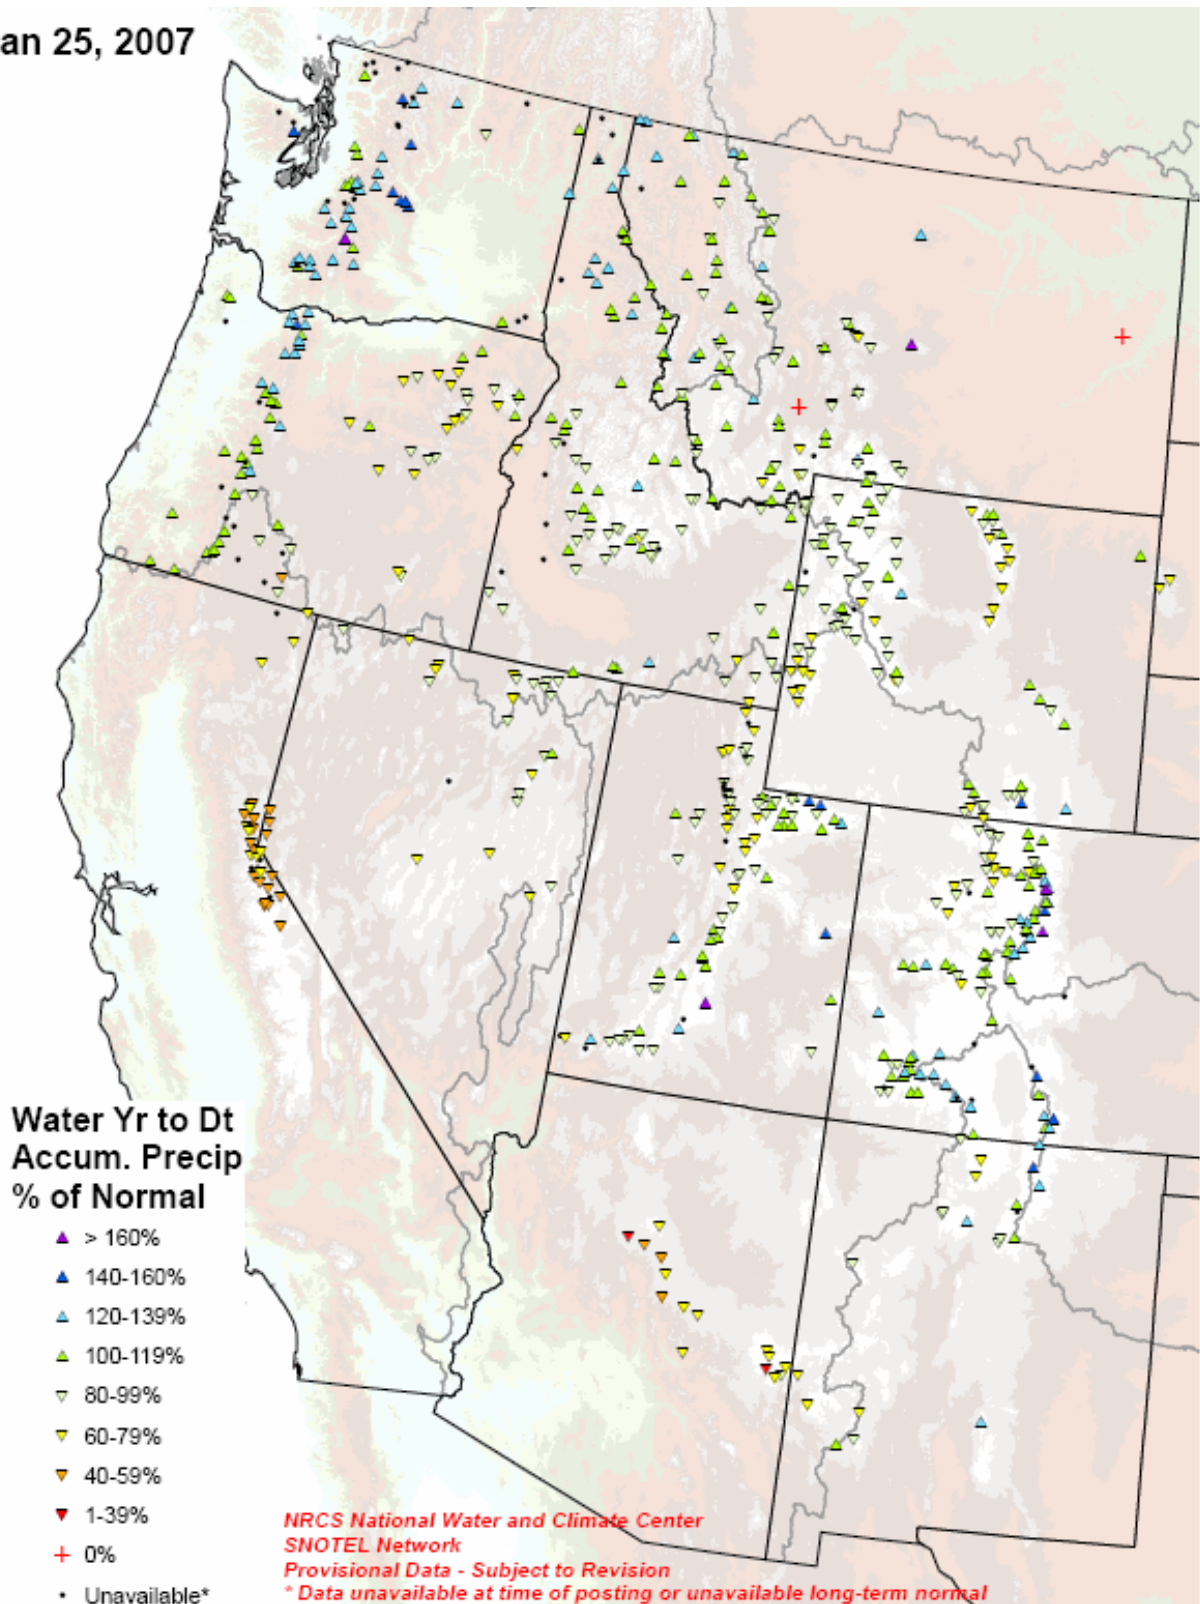 an 25, 2007
Water Yr to Dt
Accum. Precip
% of Normal
> 160%
140-160%
120-139%
100-119%
80-99%
60-79%
40-59%
1-39%
0%
Unavailable*
NRCS National Water and Climate Center
SNOTEL Network
Provisional Data - Subject to Revision
* Data unavailable at time of posting or unavailable long-term normal